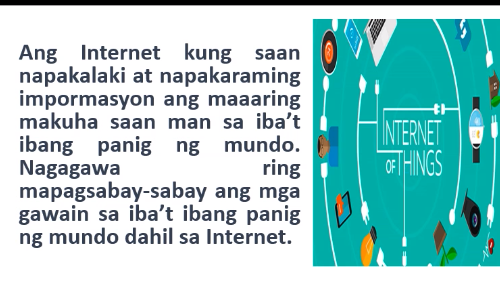 Ang Internet kung saan
napakalaki at napakaraming
impormasyon ang maaaring
makuha saan man sa iba’t
ibang panig ng mundo.
Nagagawa ring
mapagsabay-sabay ang mga
gawain sa iba’t ibang panig
ng mundo dahil sa Internet.
INTERNET
OF THINGS